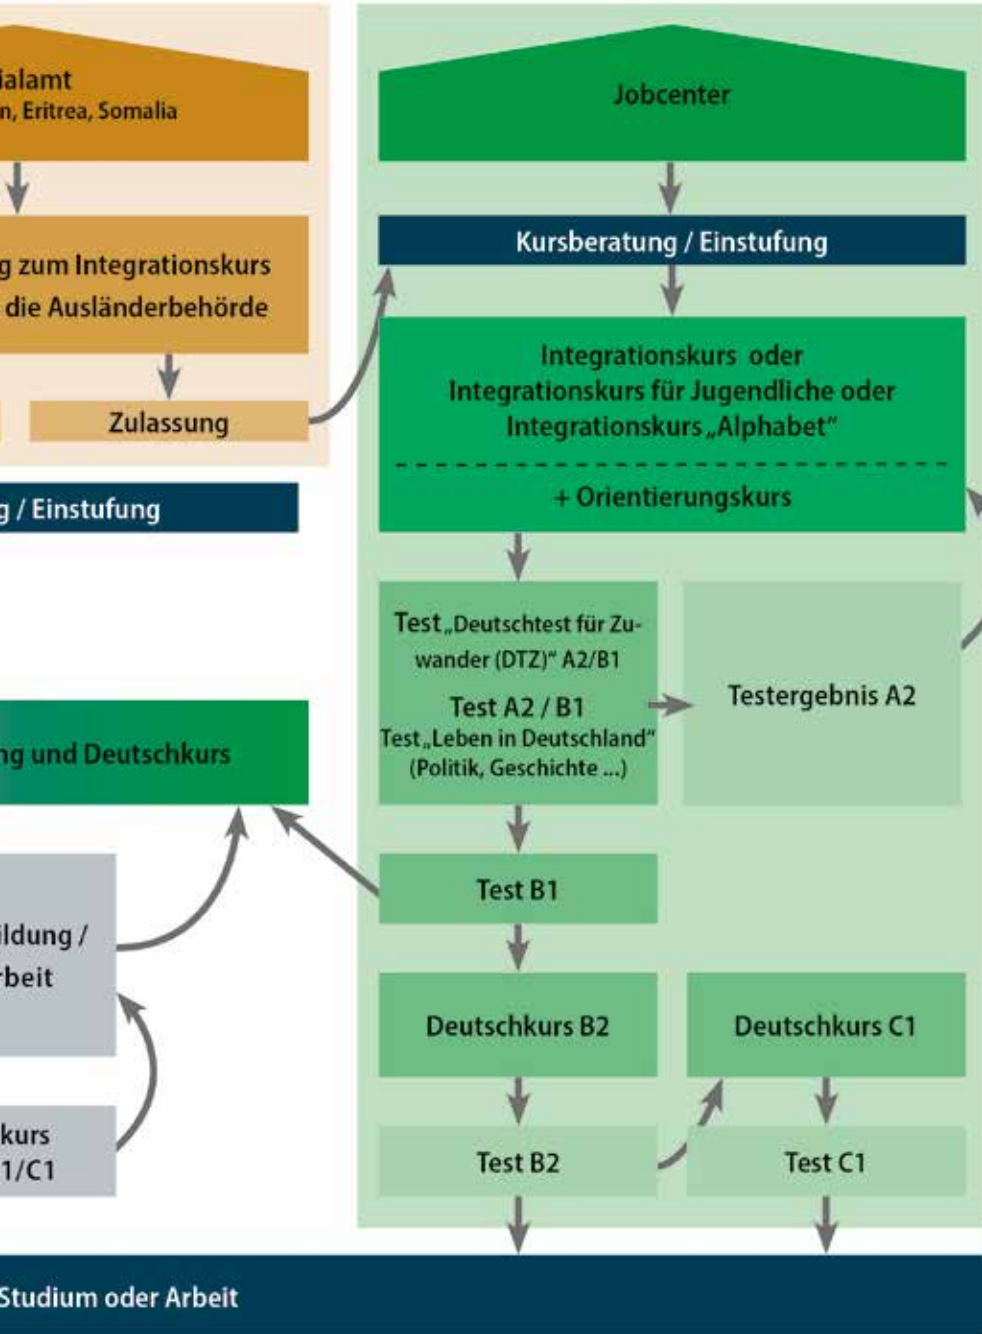 ialamt
n, Eritrea, Somalia
g zum Integrationskurs
die Ausländerbehörde
Zulassung
g / Einstufung
ng und Deutschkurs
ildung /
rbeit
kurs
1/C1
Jobcenter
Kursberatung / Einstufung
Integrationskurs oder
Integrationskurs für Jugendliche oder
Integrationskurs „Alphabet“
+ Orientierungskurs
Test „Deutschtest für Zu-
wander (DTZ)“ A2/B1
Test A2 / B1
Test „Leben in Deutschland“
(Politik, Geschichte ...)
Testergebnis A2
Test B1
Deutschkurs B2
Deutschkurs C1
Test B2
Test C1
Studium oder Arbeit